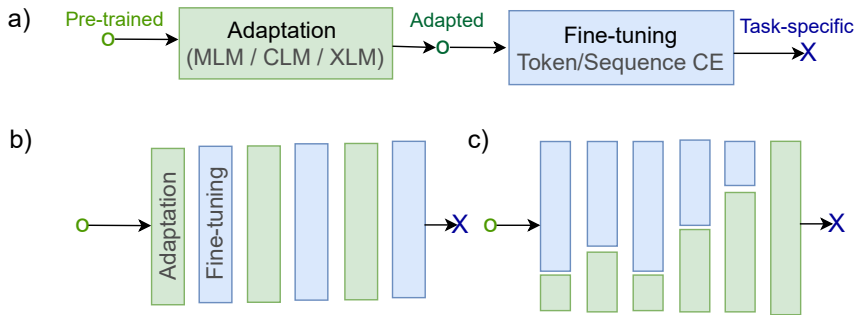 a)
Pre-trained
o
Adaptation
(MLM / CLM / XLM)
Adapted
o
Fine-tuning
Token/Sequence CE
Task-specific
X
b)
o
Adaptation
Fine-tuning
X
c)
o
X